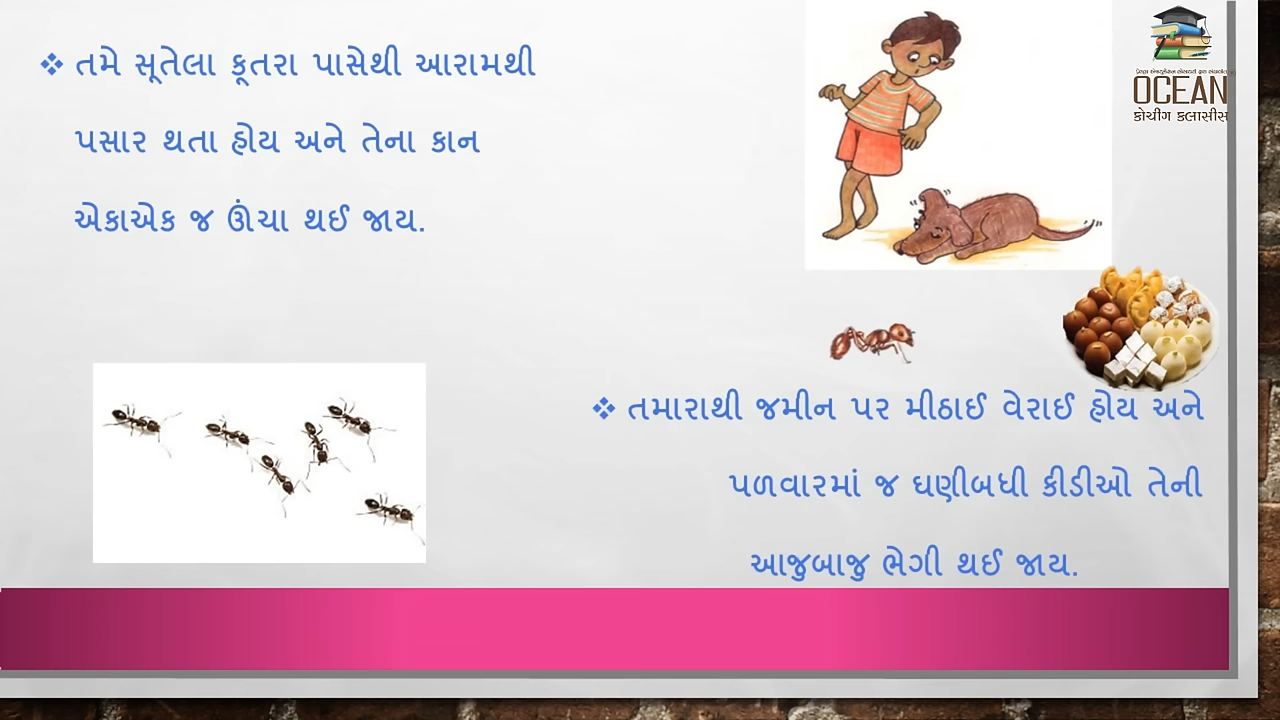 ❖ તમે સૂતેલા કૂતરા પાસેથી આરામથી
પસાર થતા હોય અને તેના કાન
એકાએક જ ઊંચા થઈ જાય.
OCEAN
કોચીંગ કલાસીસ
❖ તમારાથી જમીન પર મીઠાઈ વેરાઈ હોય અને
પળવારમાં જ ઘણીબધી કીડીઓ તેની
આજુબાજુ ભેગી થઈ જાય.